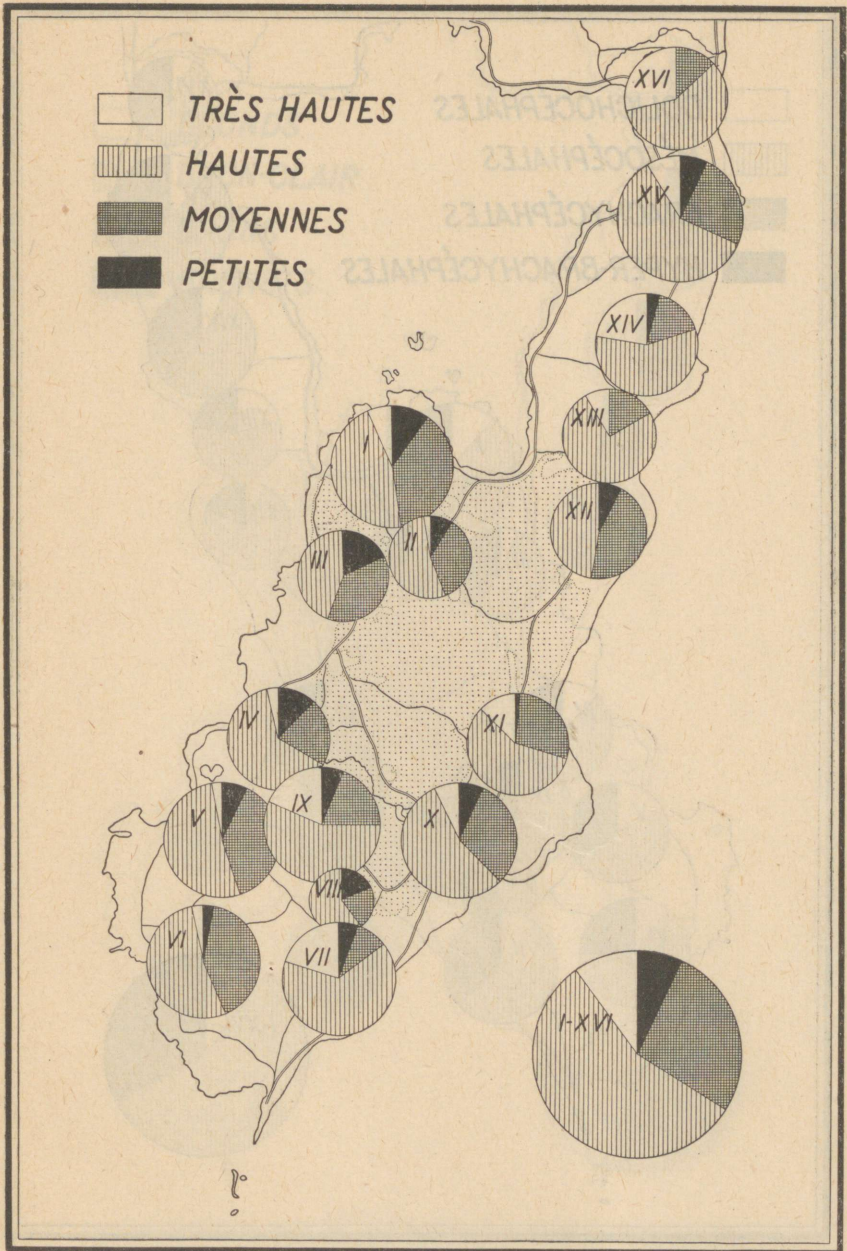 TRÈS HAUTES
HAUTES
MOYENNES
PETITES
XVI
XV
XIV
XIII
I
XII
II
III
IV
XI
IX
V
X
VIII
VI
VII
I-XVI